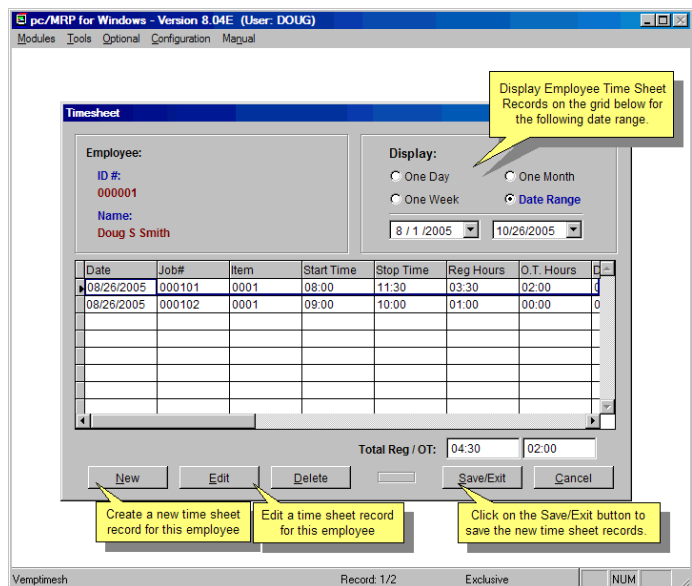 pc/MRP for Windows - Version 8.04E (User: DOUG)
Modules Tools Optional Configuration Manual
Display Employee Time Sheet
Records on the grid below for
the following date range.
Timesheet
Employee:
ID #:
000001
Name:
Doug S Smith
Display:
One Day One Month
One Week Date Range
8 / 1 /2005 10/26/2005
Date Job# Item Start Time Stop Time Reg Hours O.T. Hours D
08/26/2005 000101 0001 08:00 11:30 03:30 02:00 0
08/26/2005 000102 0001 09:00 10:00 01:00 00:00 0
Total Reg / OT: 04:30 02:00
New Edit Delete Save/Exit Cancel
Create a new time sheet
record for this employee
Edit a time sheet record
for this employee
Click on the Save/Exit button to
save the new time sheet records.
Vemptimesh Record: 1/2 Exclusive NUM